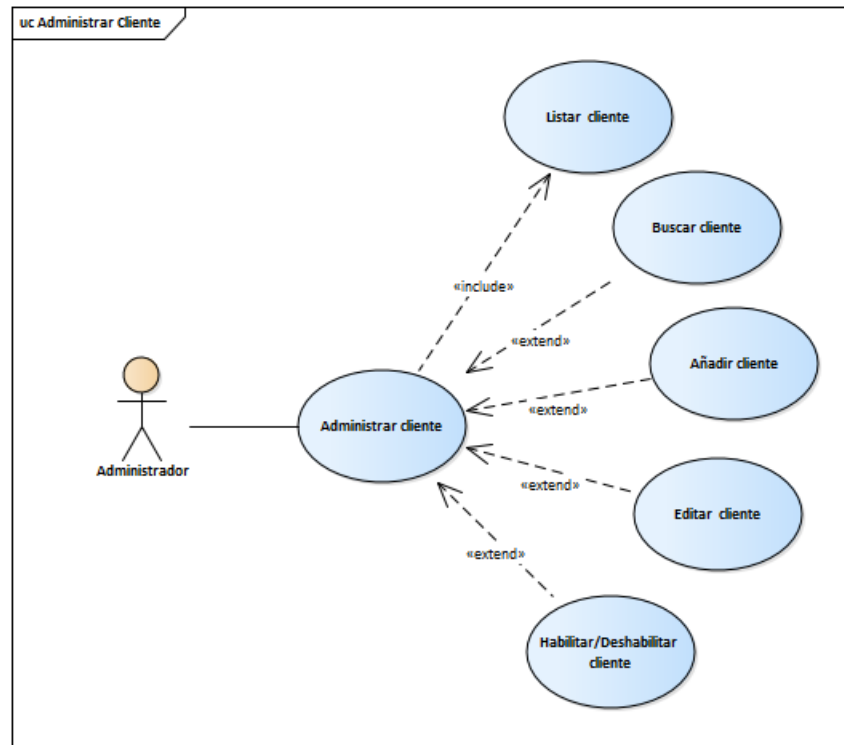 uc Administrar Cliente
Listar cliente
Buscar cliente
«include»
«extend»
Añadir cliente
«extend»
Administrar cliente
Administrador
«extend»
Editar cliente
«extend»
Habilitar/Deshabilitar
cliente